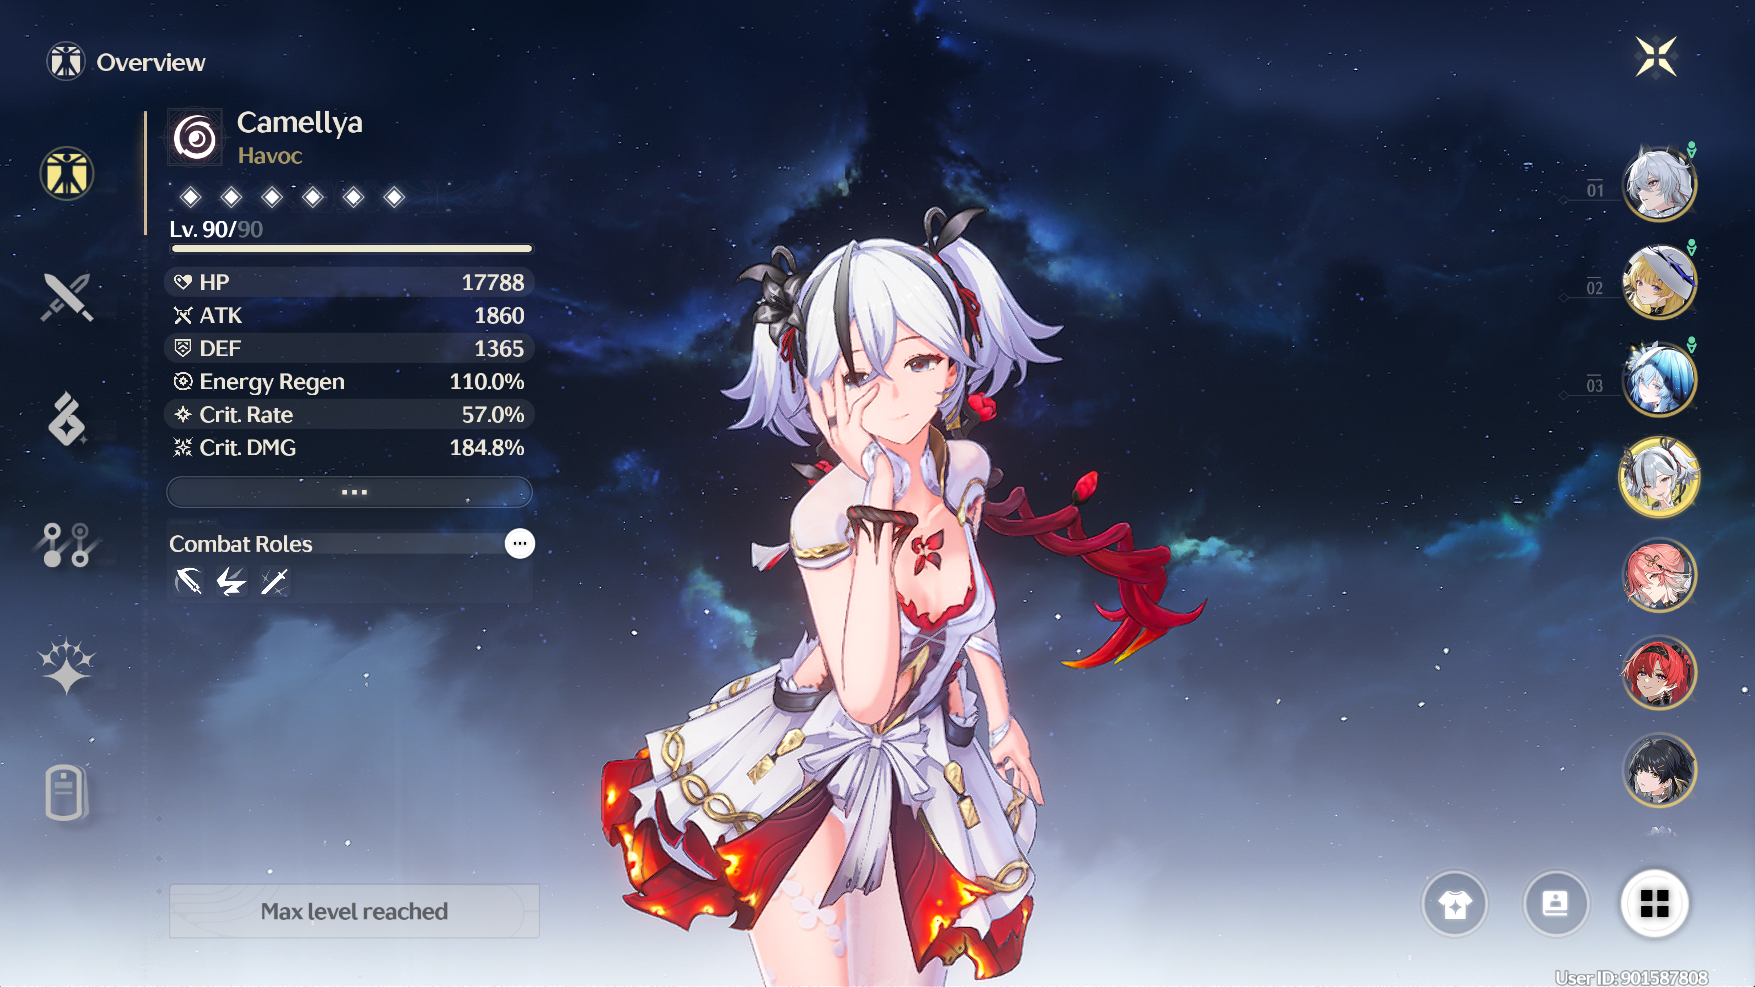 Overview
Camellya
Havoc
Lv. 90/90
HP 17788
ATK 1860
DEF 1365
Energy Regen 110.0%
Crit. Rate 57.0%
Crit. DMG 184.8%
Combat Roles
Max level reached
01
02
03
User ID:901587808